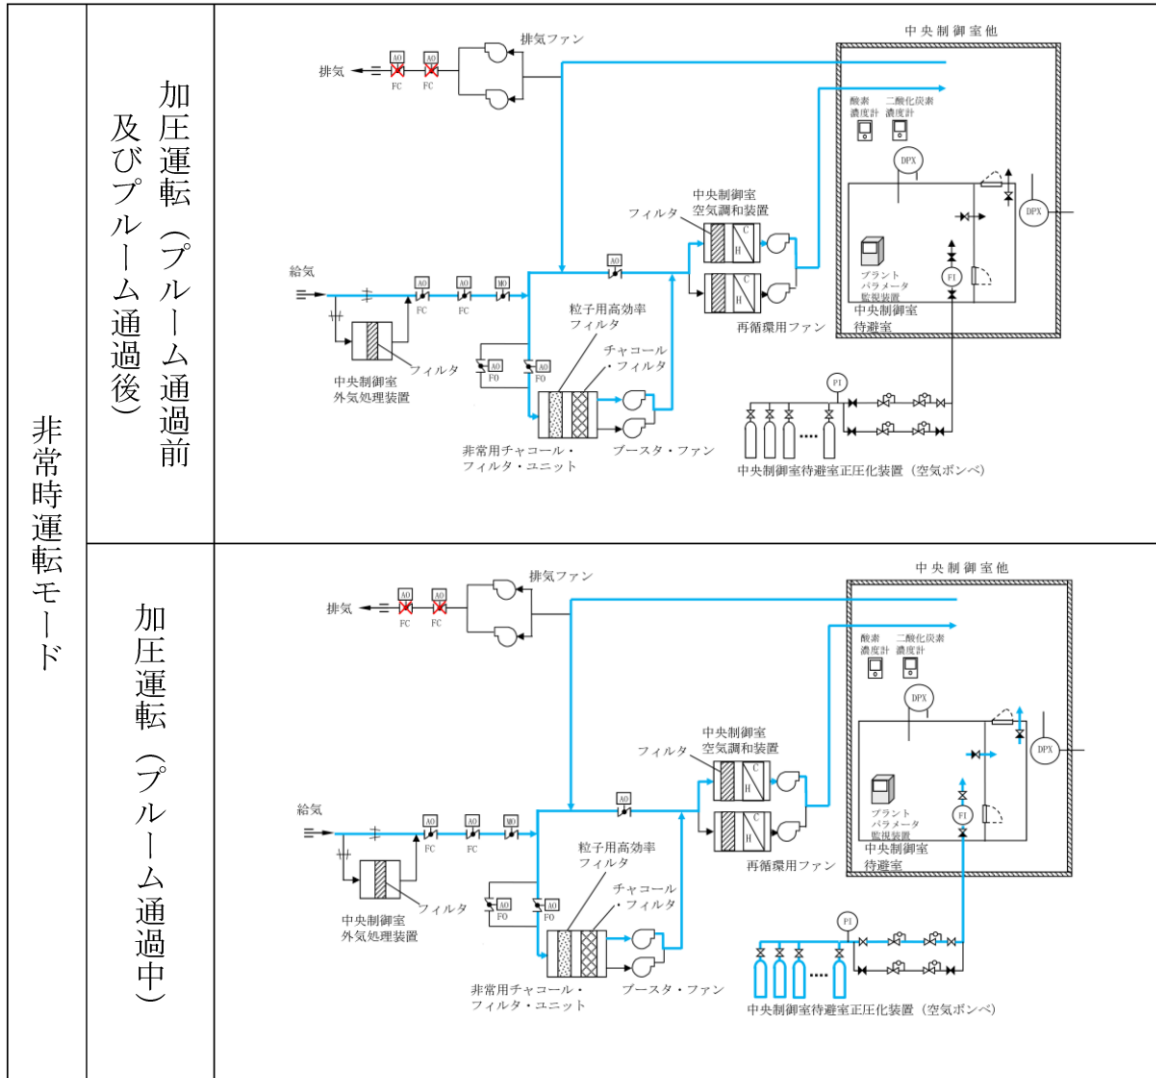 非常時運転モード
加圧運転（プルーム通過前
及びプルーム通過後）
中央制御室他
排気ファン
排気
AO
AO
FC
FC
酸素
濃度計
二酸化炭素
濃度計
DPX
DPX
中央制御室
空気調和装置
フィルタ
C
H
C
H
再循環用ファン
プラント
パラメータ
監視装置
FI
中央制御室
待避室
給気
AO
AO
MO
FC
FC
AO
フィルタ
中央制御室
外気処理装置
粒子用高効率
フィルタ
チャコール
・フィルタ
AO
FO
AO
FO
非常用チャコール・
フィルタ・ユニット
ブースタ・ファン
PI
中央制御室待避室正圧化装置（空気ボンベ）
加圧運転（プルーム通過中）
中央制御室他
排気ファン
排気
AO
AO
FC
FC
酸素
濃度計
二酸化炭素
濃度計
DPX
DPX
中央制御室
空気調和装置
フィルタ
C
H
C
H
再循環用ファン
プラント
パラメータ
監視装置
FI
中央制御室
待避室
給気
AO
AO
MO
FC
FC
AO
フィルタ
中央制御室
外気処理装置
粒子用高効率
フィルタ
チャコール
・フィルタ
AO
FO
AO
FO
非常用チャコール・
フィルタ・ユニット
ブースタ・ファン
PI
中央制御室待避室正圧化装置（空気ボンベ）